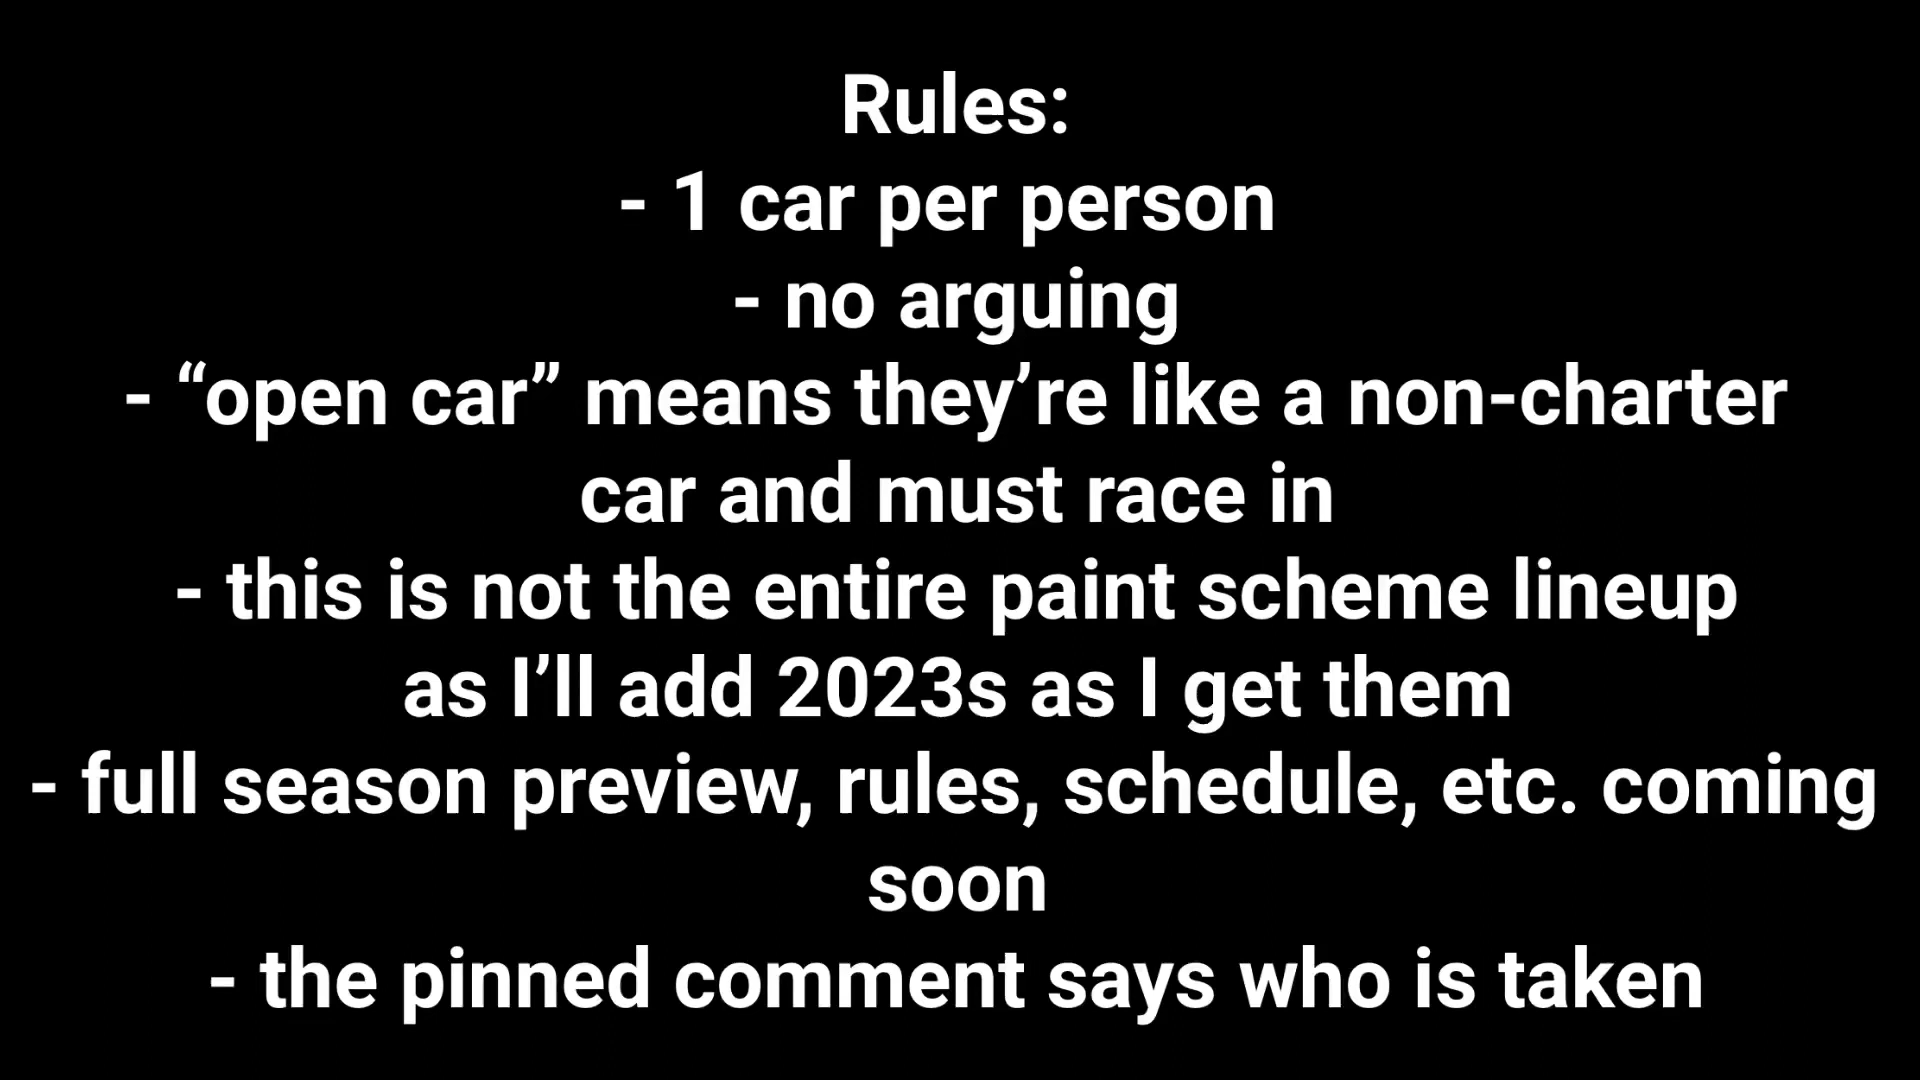 Rules:
- 1 car per person
- no arguing
- “open car” means they’re like a non-charter
car and must race in
- this is not the entire paint scheme lineup
as I’ll add 2023s as I get them
- full season preview, rules, schedule, etc. coming
soon
- the pinned comment says who is taken